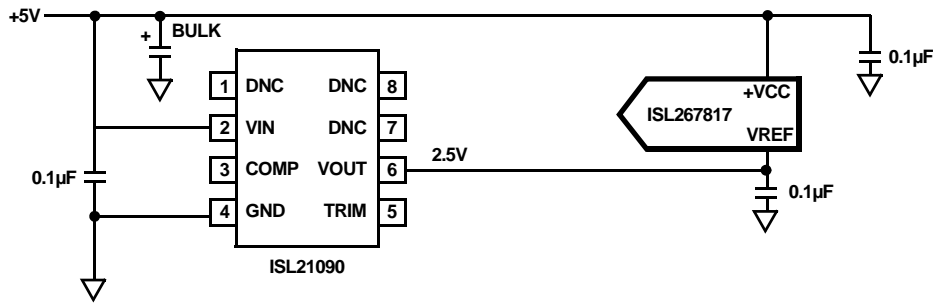 +5V
+
BULK
0.1µF
1 DNC DNC 8
+VCC
ISL267817
2 VIN DNC 7
VREF
2.5V
0.1µF
3 COMP VOUT 6
0.1µF
4 GND TRIM 5
ISL21090